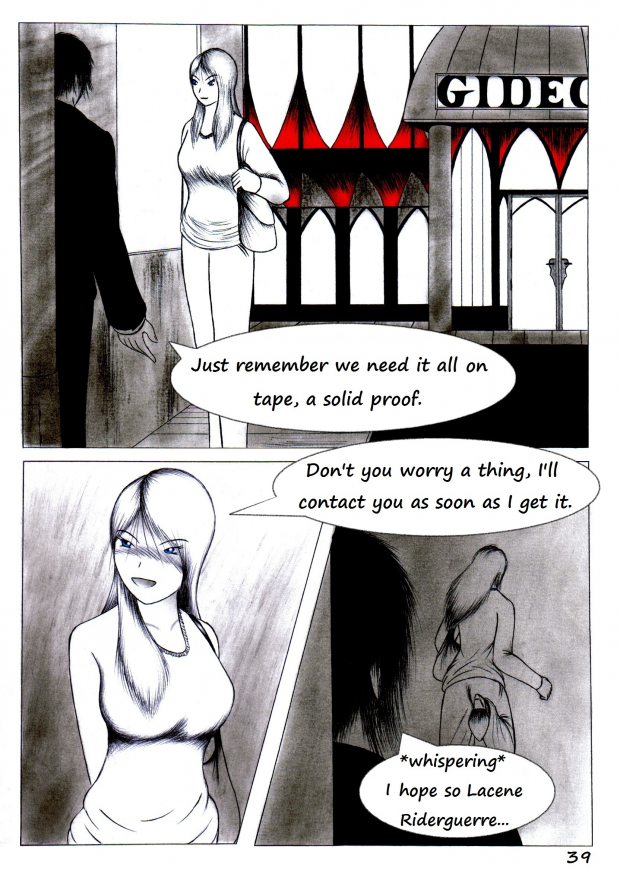 GIDEO
Just remember we need it all on
tape, a solid proof.
Don't you worry a thing, I'll
contact you as soon as I get it.
*whispering*
I hope so Lacene
Riderguerre...
39